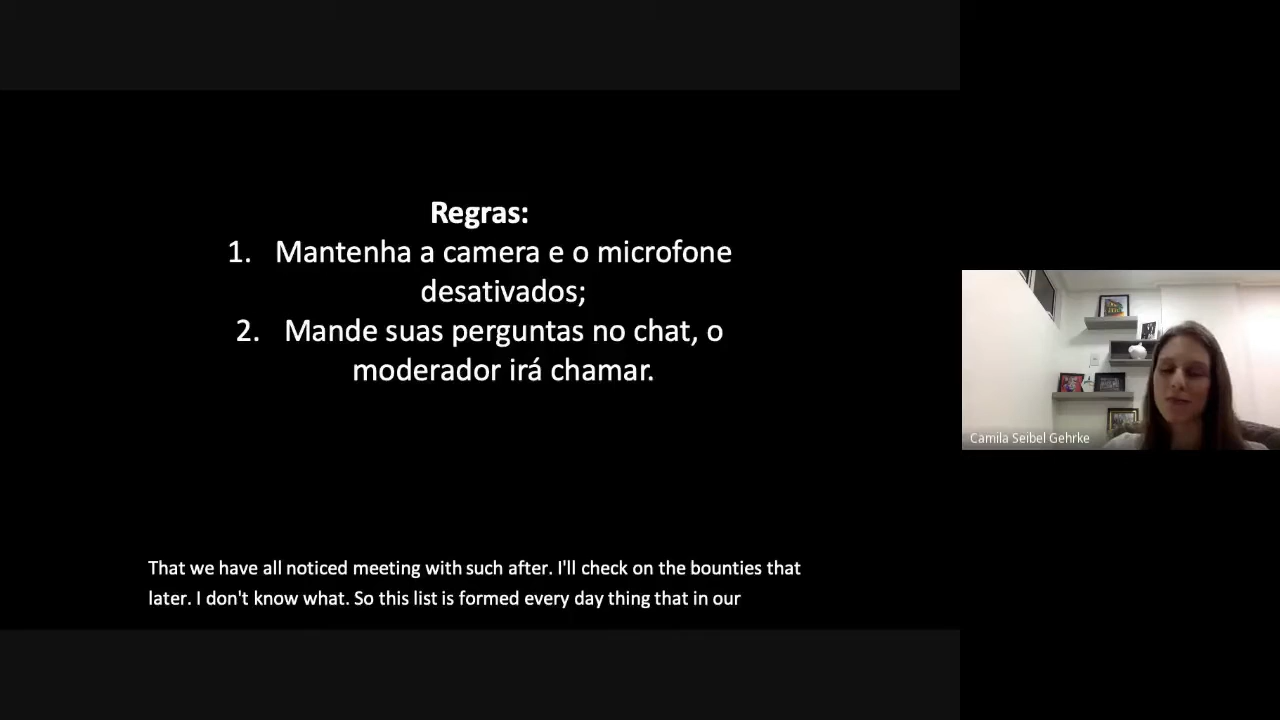 Regras:
1. Mantenha a camera e o microfone
desativados;
2. Mande suas perguntas no chat, o
moderador irá chamar.
Camila Seibel Gehrke
That we have all noticed meeting with such after. I'll check on the bounties that
later. I don't know what. So this list is formed every day thing that in our